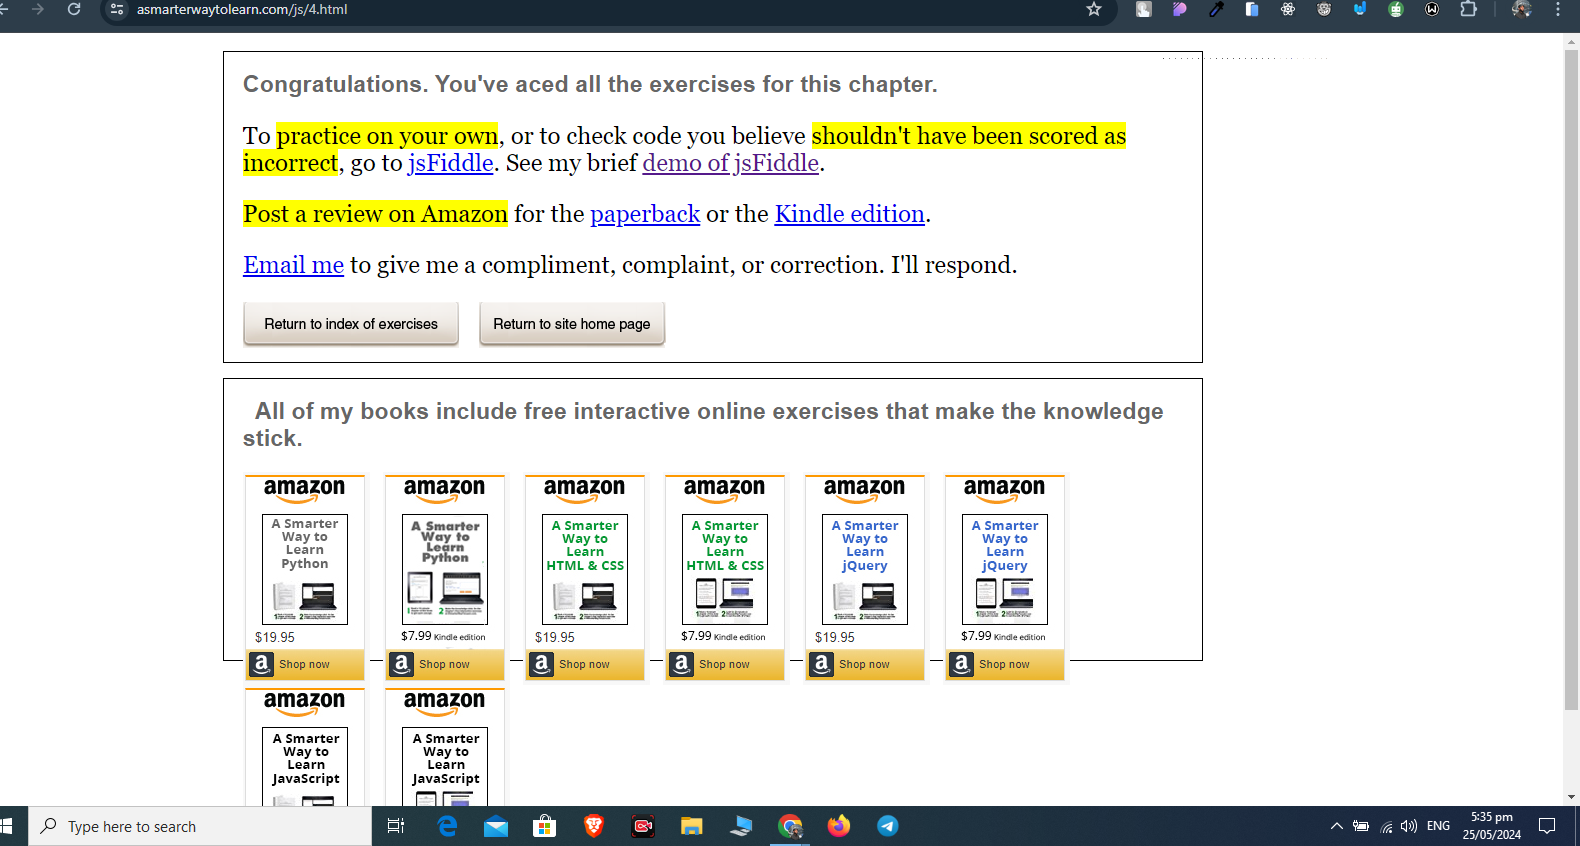 asmarterwaytolearn.com/js/4.html
Congratulations. You've aced all the exercises for this chapter.
To practice on your own, or to check code you believe shouldn't have been scored as
incorrect, go to jsFiddle. See my brief demo of jsFiddle.
Post a review on Amazon for the paperback or the Kindle edition.
Email me to give me a compliment, complaint, or correction. I'll respond.
Return to index of exercises Return to site home page
All of my books include free interactive online exercises that make the knowledge
stick.
amazon amazon amazon amazon amazon amazon
A Smarter A Smarter A Smarter A Smarter A Smarter A Smarter
Way to Way to Way to Way to Way to Way to
Learn Learn Learn Learn Learn Learn
Python Python HTML & CSS HTML & CSS jQuery jQuery
$19.95 $7.99 Kindle edition $19.95 $7.99 Kindle edition $19.95 $7.99 Kindle edition
a Shop now a Shop now a Shop now a Shop now a Shop now a Shop now
amazon amazon
A Smarter A Smarter
Way to Way to
Learn Learn
JavaScript JavaScript
Type here to search
ENG
5:35 pm
25/05/2024